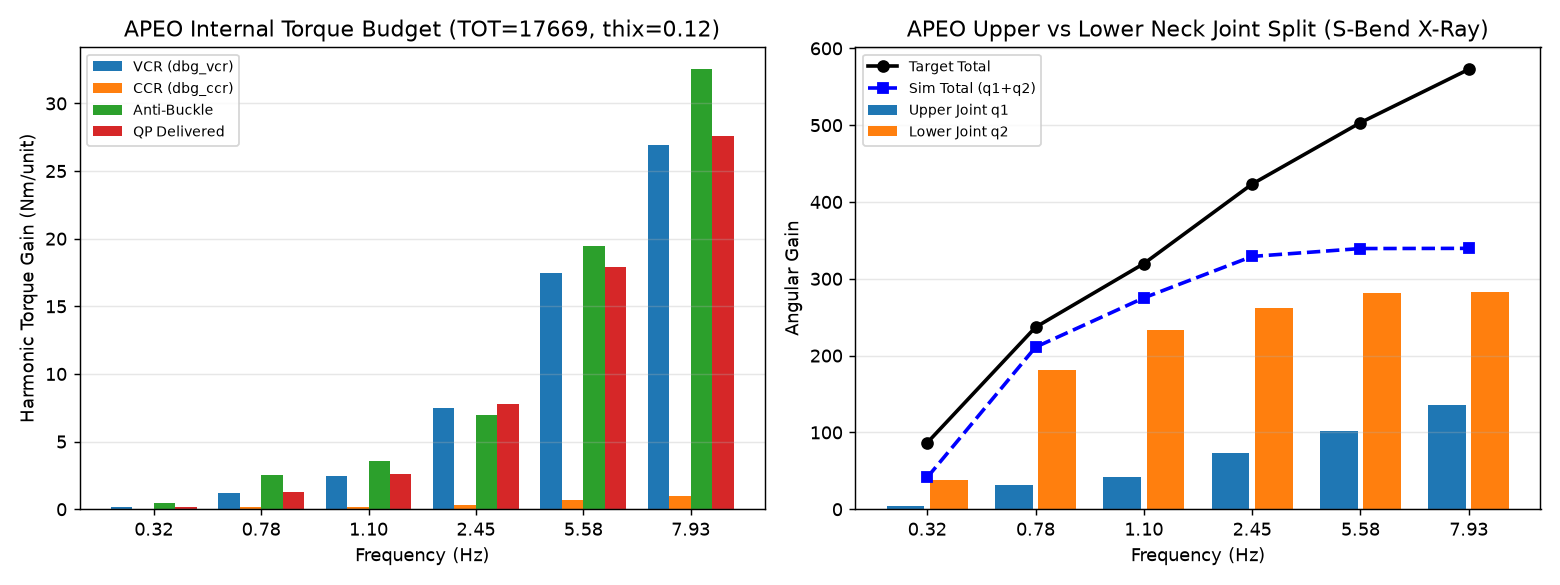 APEO Internal Torque Budget (TOT=17669, thix=0.12)
VCR (dbg_vcr)
CCR (dbg_ccr)
Anti-Buckle
QP Delivered
Harmonic Torque Gain (Nm/unit)
30
25
20
15
10
5
0
0.32 0.78 1.10 2.45 5.58 7.93
Frequency (Hz)
APEO Upper vs Lower Neck Joint Split (S-Bend X-Ray)
Target Total
Sim Total (q1+q2)
Upper Joint q1
Lower Joint q2
Angular Gain
600
500
400
300
200
100
0
0.32 0.78 1.10 2.45 5.58 7.93
Frequency (Hz)